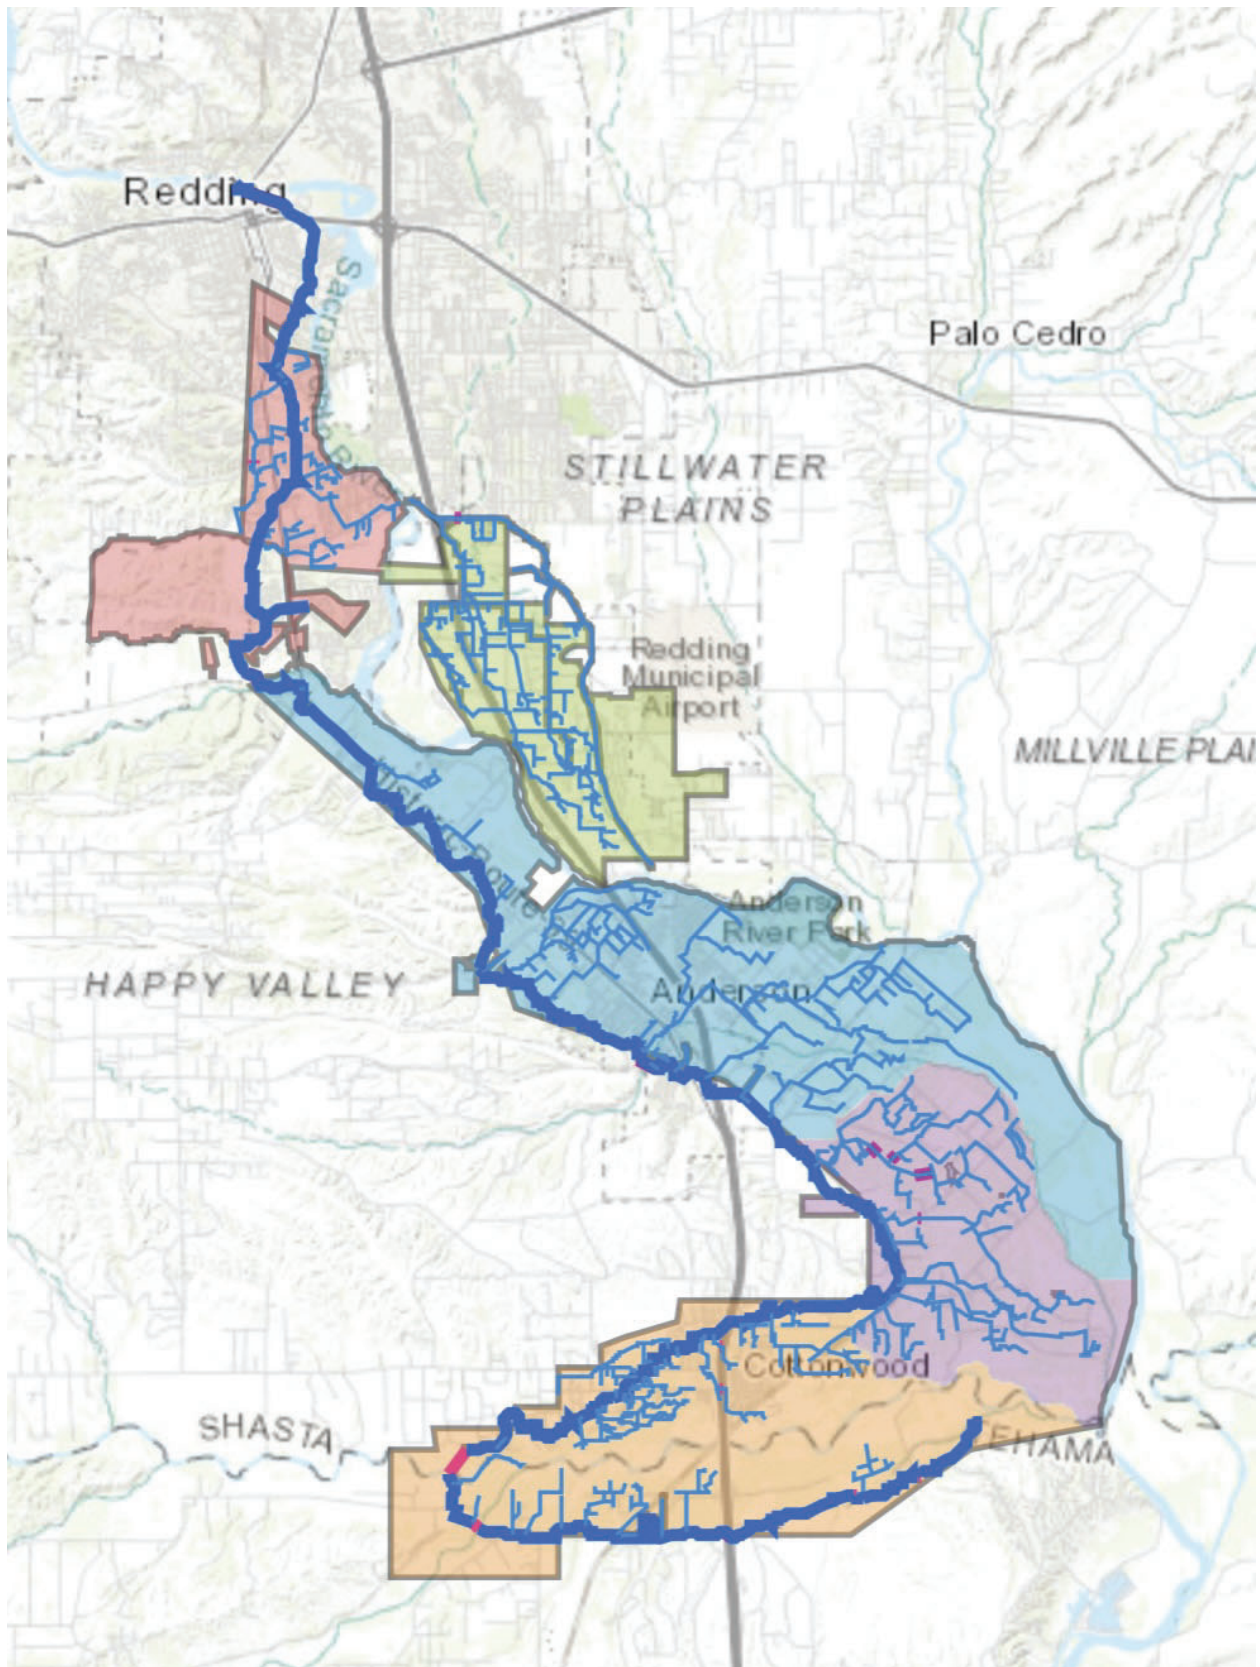 Redding
Sacramento River
Palo Cedro
STILLWATER
PLAINS
Redding
Municipal
Airport
MILLVILLE PLAI
Anderson
River Park
HAPPY VALLEY
Anderson
Cottonwood
SHASTA
EHAMA